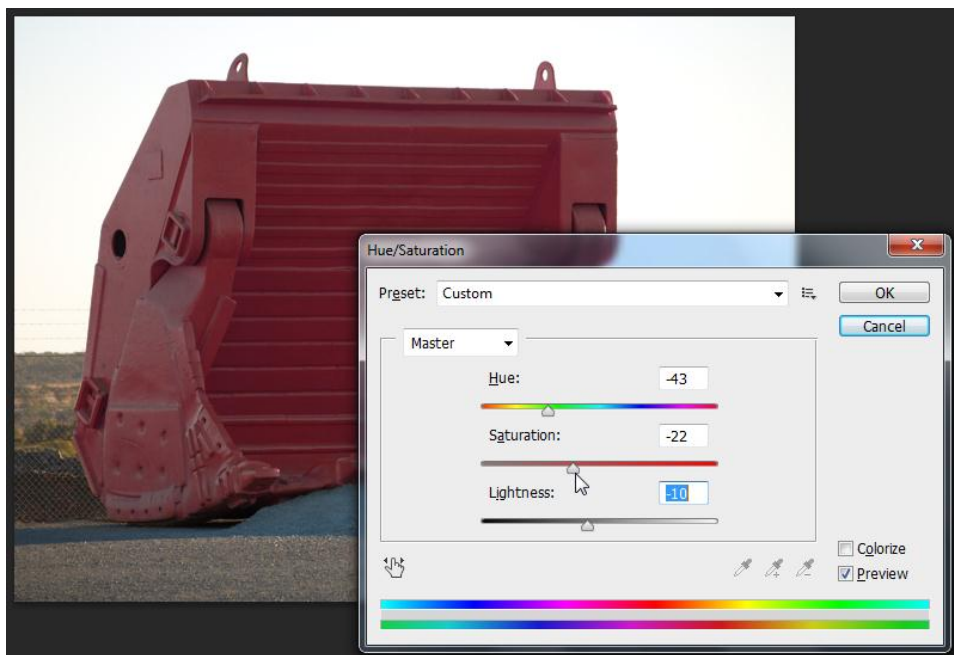 Hue/Saturation
Preset: Custom
OK
Cancel
Master
Hue: -43
Saturation: -22
Lightness: -10
Colorize
Preview